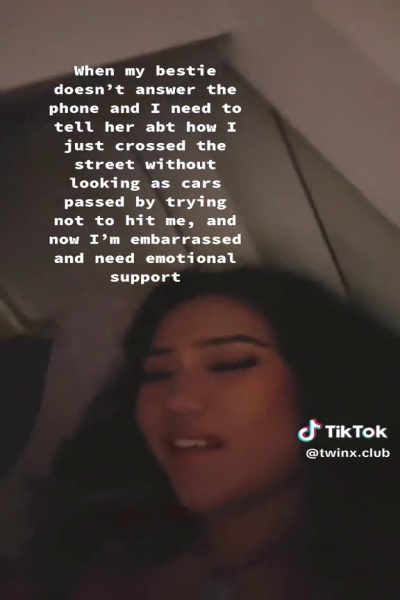 When my bestie
doesn’t answer the
phone and I need to
tell her abt how I
just crossed the
street without
looking as cars
passed by trying
not to hit me, and
now I’m embarrassed
and need emotional
support
TikTok
@twinx.club